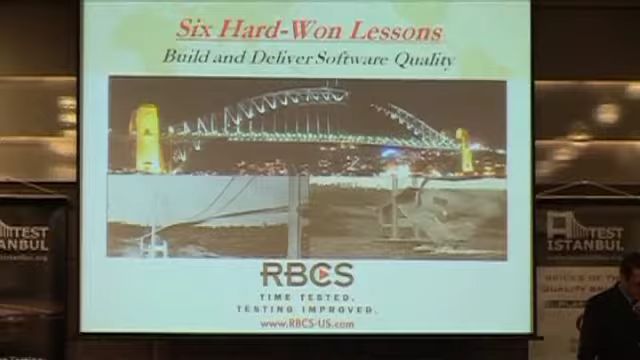 Six Hard-Won Lessons
Build and Deliver Software Quality
RBCS
TIME TESTED.
TESTING IMPROVED.
www.RBCS-US.com
TEST
STANBUL
TEST
ISTANBUL